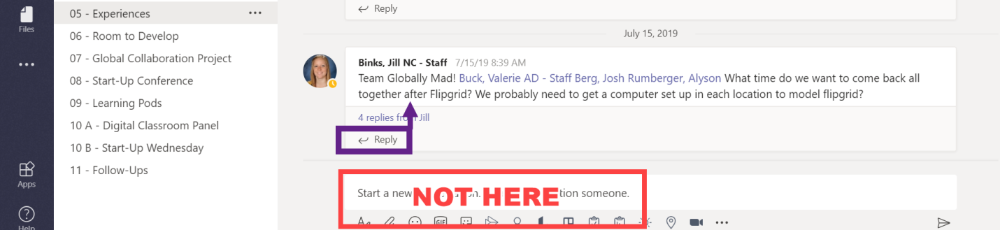 Files
Apps
Help
05 - Experiences
06 - Room to Develop
07 - Global Collaboration Project
08 - Start-Up Conference
09 - Learning Pods
10 A - Digital Classroom Panel
10 B - Start-Up Wednesday
11 - Follow-Ups
Reply
July 15, 2019
Binks, Jill NC - Staff 7/15/19 8:39 AM
Team Globally Mad! Buck, Valerie AD - Staff Berg, Josh Rumberger, Alyson What time do we want to come back all
together after Flipgrid? We probably need to get a computer set up in each location to model flipgrid?
4 replies from Jill
Reply
Start a new someone.
NOT HERE
GIF